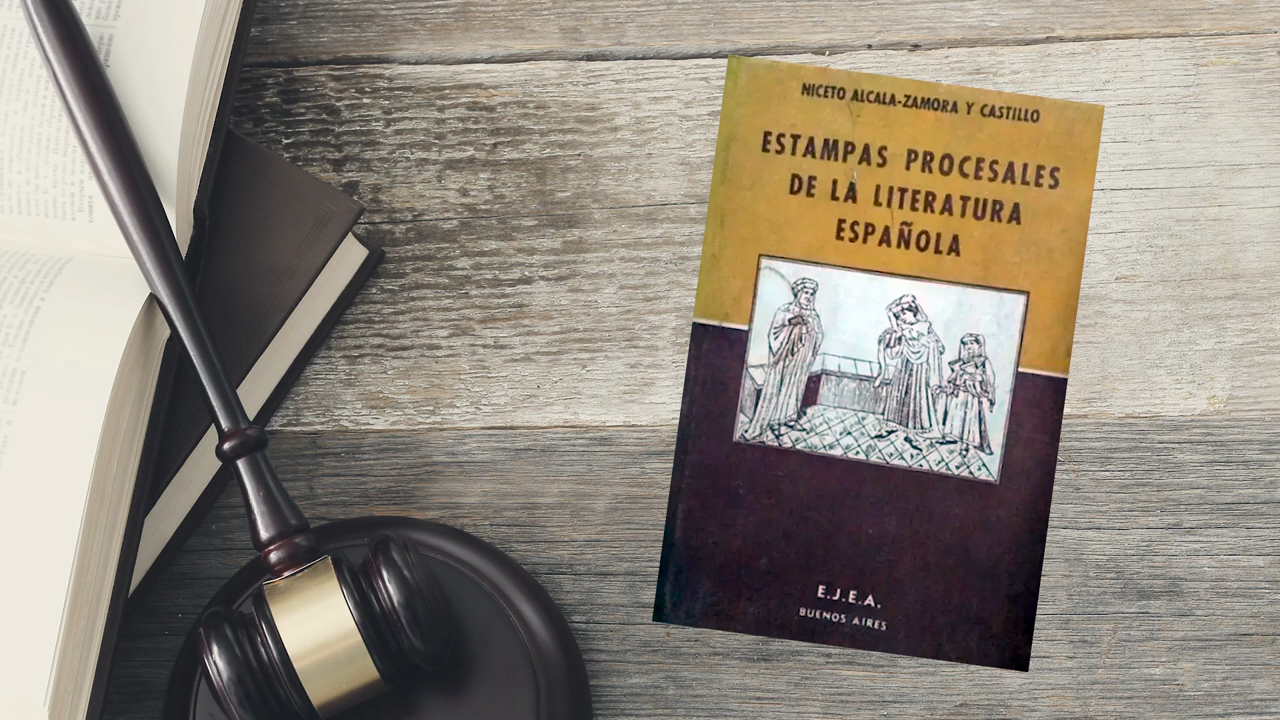 NICETO ALCALA-ZAMORA Y CASTILLO
ESTAMPAS PROCESALES
DE LA LITERATURA
ESPAÑOLA
E.J.E.A.
BUENOS AIRES